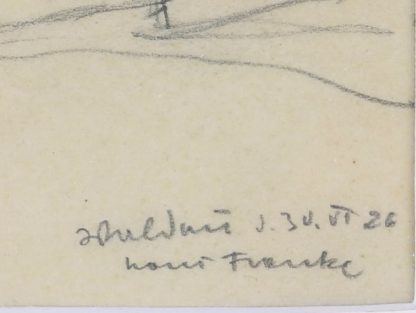 d. 30. VI 26
Hans Franke